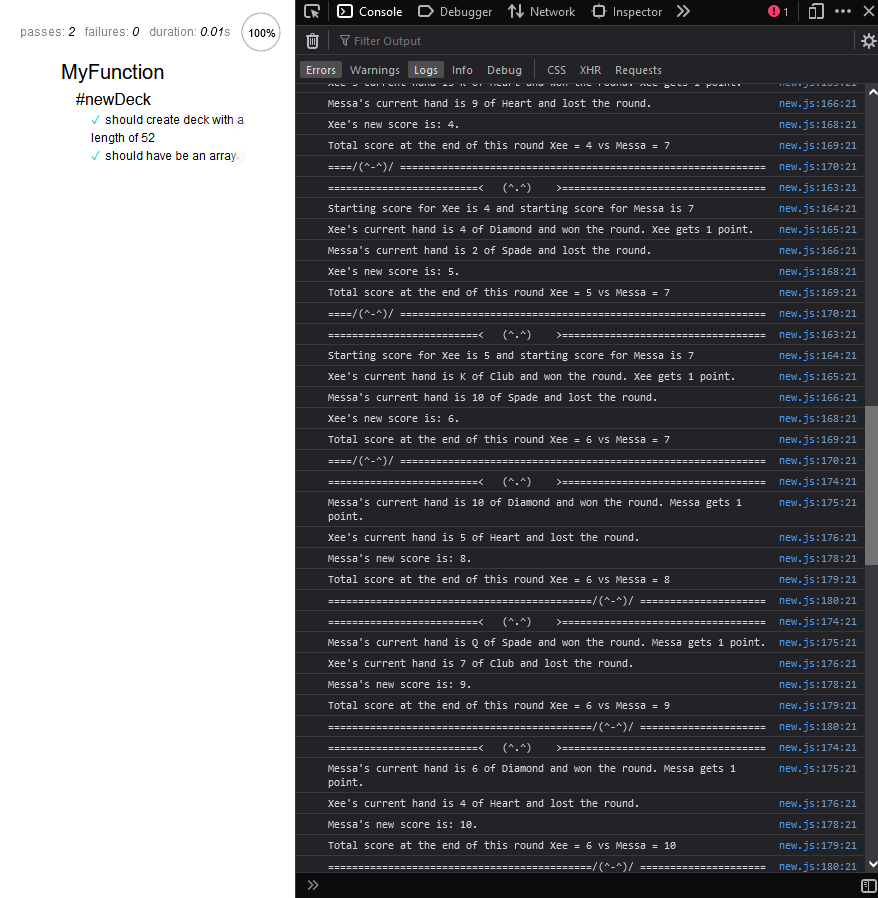 passes: 2 failures: 0 duration: 0.01s 100%
MyFunction
#newDeck
✓ should create deck with a
length of 52
✓ should have be an array
Console Debugger Network Inspector 1
Filter Output
Errors Warnings Logs Info Debug CSS XHR Requests
Xee's current hand is K of Heart and won the round. Xee gets 1 point. new.js:165:21
Messa's current hand is 9 of Heart and lost the round. new.js:166:21
Xee's new score is: 4. new.js:168:21
Total score at the end of this round Xee = 4 vs Messa = 7 new.js:169:21
====/(^-^)/ ============================================================= new.js:170:21
=========================< (^.^) >================================== new.js:163:21
Starting score for Xee is 4 and starting score for Messa is 7 new.js:164:21
Xee's current hand is 4 of Diamond and won the round. Xee gets 1 point. new.js:165:21
Messa's current hand is 2 of Spade and lost the round. new.js:166:21
Xee's new score is: 5. new.js:168:21
Total score at the end of this round Xee = 5 vs Messa = 7 new.js:169:21
====/(^-^)/ ============================================================= new.js:170:21
=========================< (^.^) >================================== new.js:163:21
Starting score for Xee is 5 and starting score for Messa is 7 new.js:164:21
Xee's current hand is K of Club and won the round. Xee gets 1 point. new.js:165:21
Messa's current hand is 10 of Spade and lost the round. new.js:166:21
Xee's new score is: 6. new.js:168:21
Total score at the end of this round Xee = 6 vs Messa = 7 new.js:169:21
====/(^-^)/ ============================================================= new.js:170:21
=========================< (^.^) >================================== new.js:174:21
Messa's current hand is 10 of Diamond and won the round. Messa gets 1 new.js:175:21
point.
Xee's current hand is 5 of Heart and lost the round. new.js:176:21
Messa's new score is: 8. new.js:178:21
Total score at the end of this round Xee = 6 vs Messa = 8 new.js:179:21
============================================/(^-^)/ ===================== new.js:180:21
=========================< (^.^) >================================== new.js:174:21
Messa's current hand is Q of Spade and won the round. Messa gets 1 point. new.js:175:21
Xee's current hand is 7 of Club and lost the round. new.js:176:21
Messa's new score is: 9. new.js:178:21
Total score at the end of this round Xee = 6 vs Messa = 9 new.js:179:21
============================================/(^-^)/ ===================== new.js:180:21
=========================< (^.^) >================================== new.js:174:21
Messa's current hand is 6 of Diamond and won the round. Messa gets 1 new.js:175:21
point.
Xee's current hand is 4 of Heart and lost the round. new.js:176:21
Messa's new score is: 10. new.js:178:21
Total score at the end of this round Xee = 6 vs Messa = 10 new.js:179:21
============================================/(^-^)/ ===================== new.js:180:21